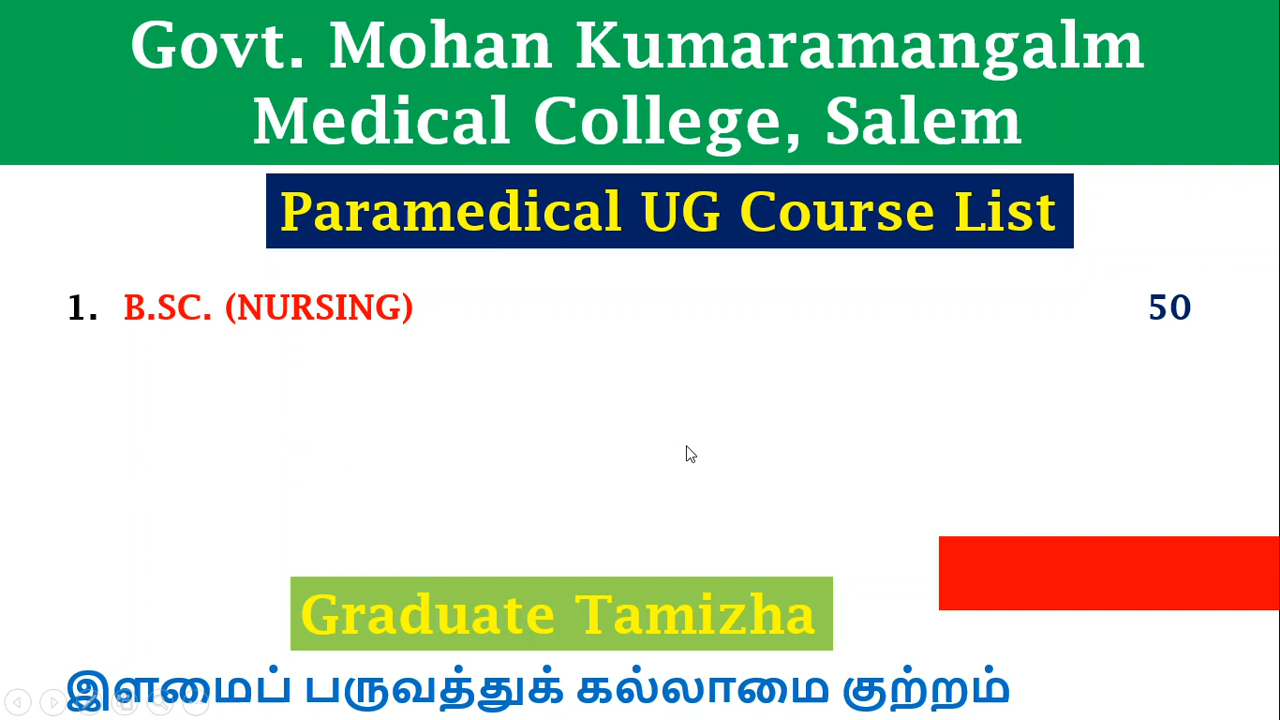 Govt. Mohan Kumaramangalm
Medical College, Salem
Paramedical UG Course List
1. B.SC. (NURSING) 50
Graduate Tamizha
இளமைப் பருவத்துக் கல்லாமை குற்றம்